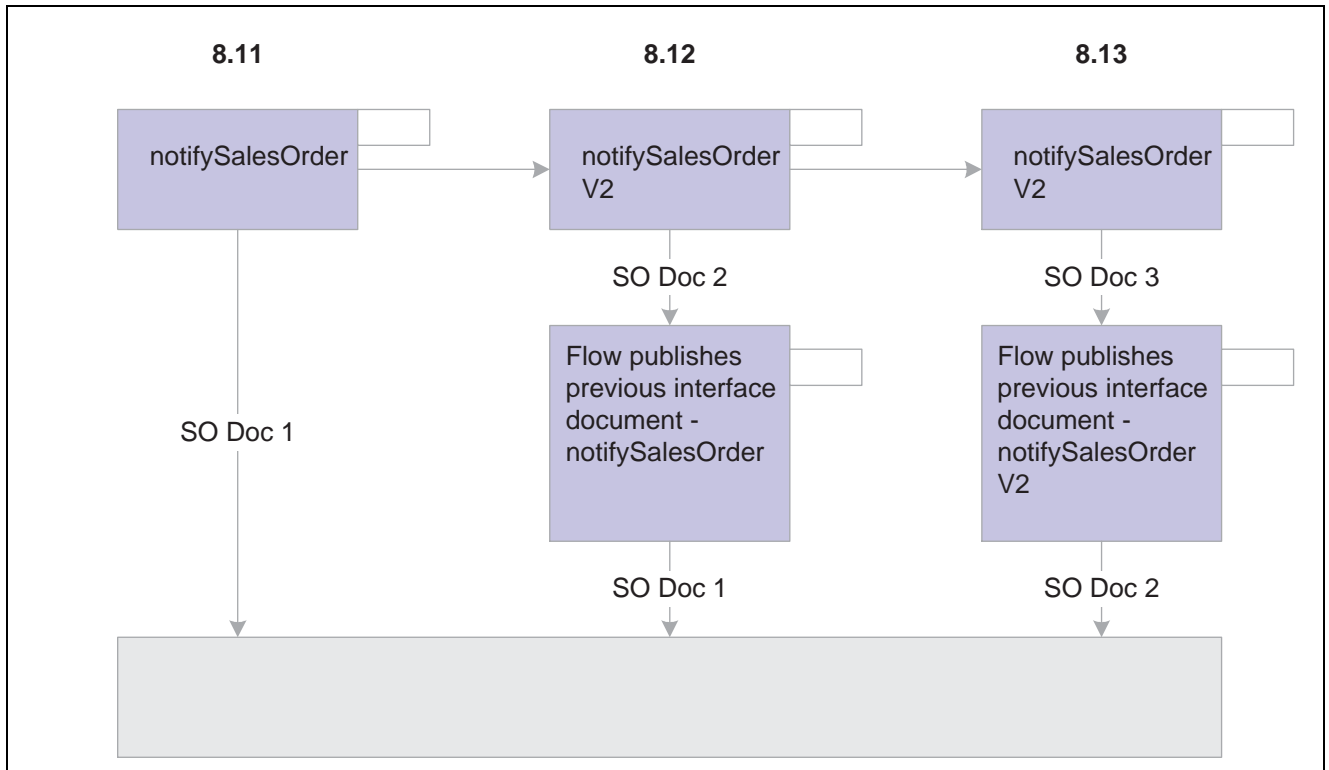 8.11
8.12
8.13
notifySalesOrder
notifySalesOrder
V2
notifySalesOrder
V2
SO Doc 2
SO Doc 3
Flow publishes
previous interface
document -
notifySalesOrder
Flow publishes
previous interface
document -
notifySalesOrder
V2
SO Doc 1
SO Doc 1
SO Doc 2